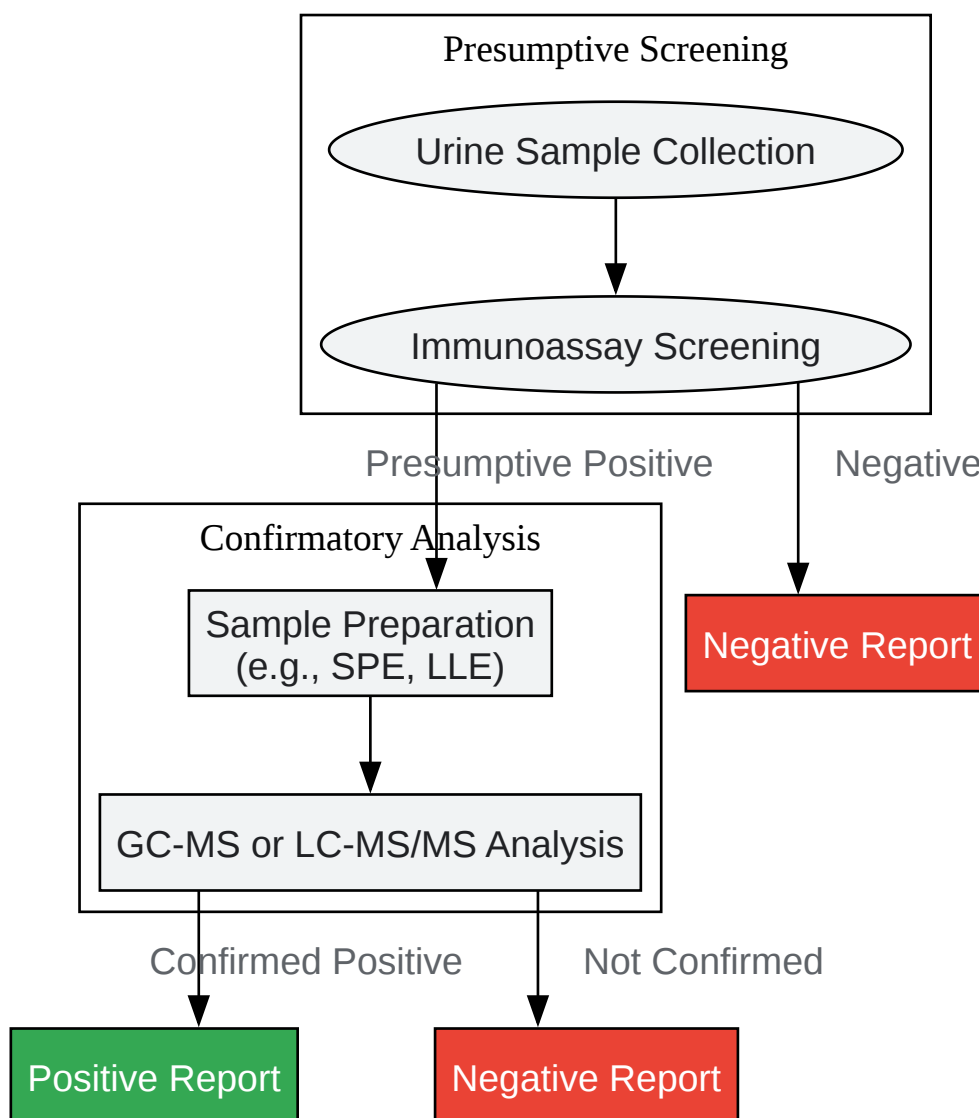 Presumptive Screening
Urine Sample Collection
Immunoassay Screening
Presumptive Positive
Negative
Confirmatory Analysis
Sample Preparation
(e.g., SPE, LLE)
Negative Report
GC-MS or LC-MS/MS Analysis
Confirmed Positive
Not Confirmed
Positive Report
Negative Report